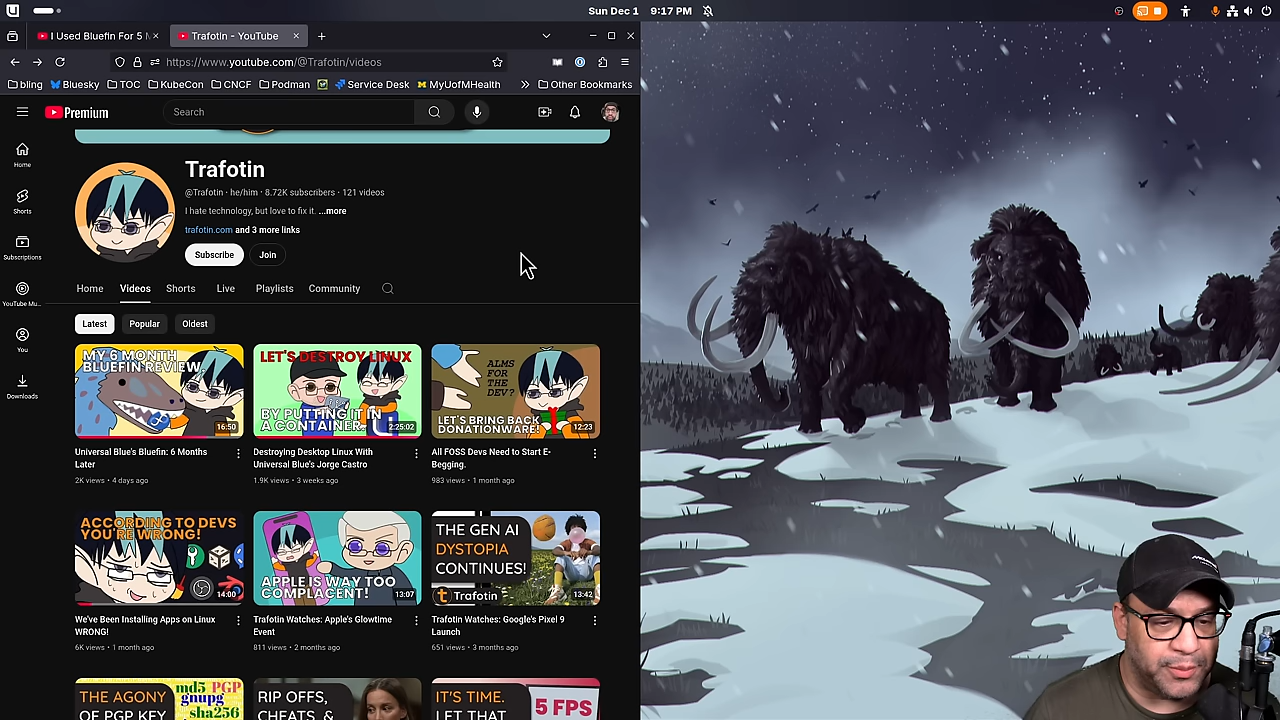 Sun Dec 1 9:17 PM
I Used Bluefin For 5 M
Trafotin - YouTube
https://www.youtube.com/@Trafotin/videos
bling Bluesky TOC KubeCon CNCF Podman Service Desk MyUofMHealth Other Bookmarks
Premium
Search
Home
Shorts
Subscriptions
YouTube Mu...
You
Downloads
Trafotin
@Trafotin • he/him • 8.72K subscribers • 121 videos
I hate technology, but love to fix it. ...more
trafotin.com and 3 more links
Subscribe Join
Home Videos Shorts Live Playlists Community
Latest Popular Oldest
MY 6 MONTH
BLUEFIN REVIEW
16:50
LET'S DESTROY LINUX
BY PUTTING IT IN
A CONTAINER
2:25:02
ALMS
FOR
THE
DEV?
LET'S BRING BACK
DONATIONWARE!
12:23
Universal Blue's Bluefin: 6 Months
Later
2K views • 4 days ago
Destroying Desktop Linux With
Universal Blue's Jorge Castro
1.9K views • 3 weeks ago
All FOSS Devs Need to Start E-
Begging.
983 views • 1 month ago
ACCORDING TO DEVS
YOU'RE WRONG!
14:00
APPLE IS WAY TOO
COMPLACENT!
13:07
THE GEN AI
DYSTOPIA
CONTINUES!
Trafotin
13:42
We've Been Installing Apps on Linux
WRONG!
6K views • 1 month ago
Trafotin Watches: Apple's Glowtime
Event
811 views • 2 months ago
Trafotin Watches: Google's Pixel 9
Launch
651 views • 3 months ago
THE AGONY
OF PGP KEY
md5 PGP
gnupg
sha256
RIP OFFS,
CHEATS, &
IT'S TIME.
LET THAT
5 FPS